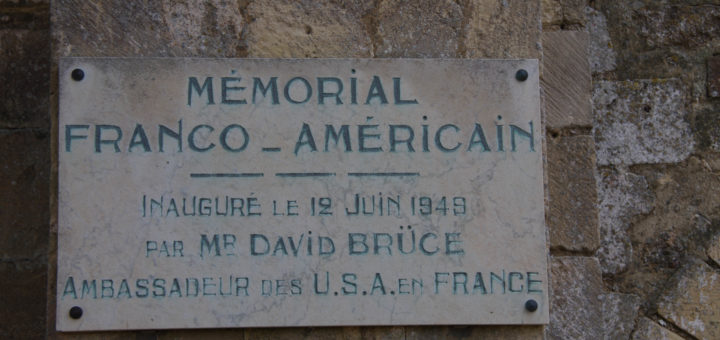 MÉMORIAL
FRANCO - AMÉRICAIN
INAUGURÉ LE 12 JUIN 1949
PAR MR DAVID BRÜCE
AMBASSADEUR DES U.S.A. EN FRANCE